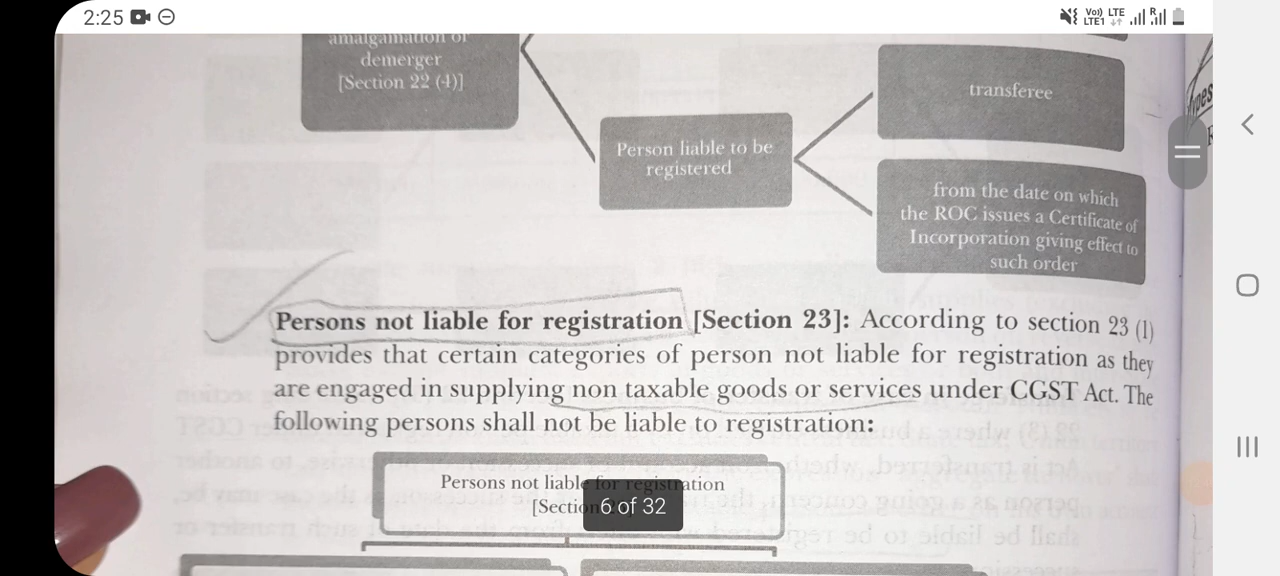 2:25
Vo)) LTE
LTE1
R
amalgamation or
demerger
[Section 22 (4)]
transferee
Person liable to be
registered
from the date on which
the ROC issues a Certificate of
Incorporation giving effect to
such order
Persons not liable for registration [Section 23]: According to section 23 (1)
provides that certain categories of person not liable for registration as they
are engaged in supplying non taxable goods or services under CGST Act. The
following persons shall not be liable to registration:
Persons not liable for registration
6 of 32